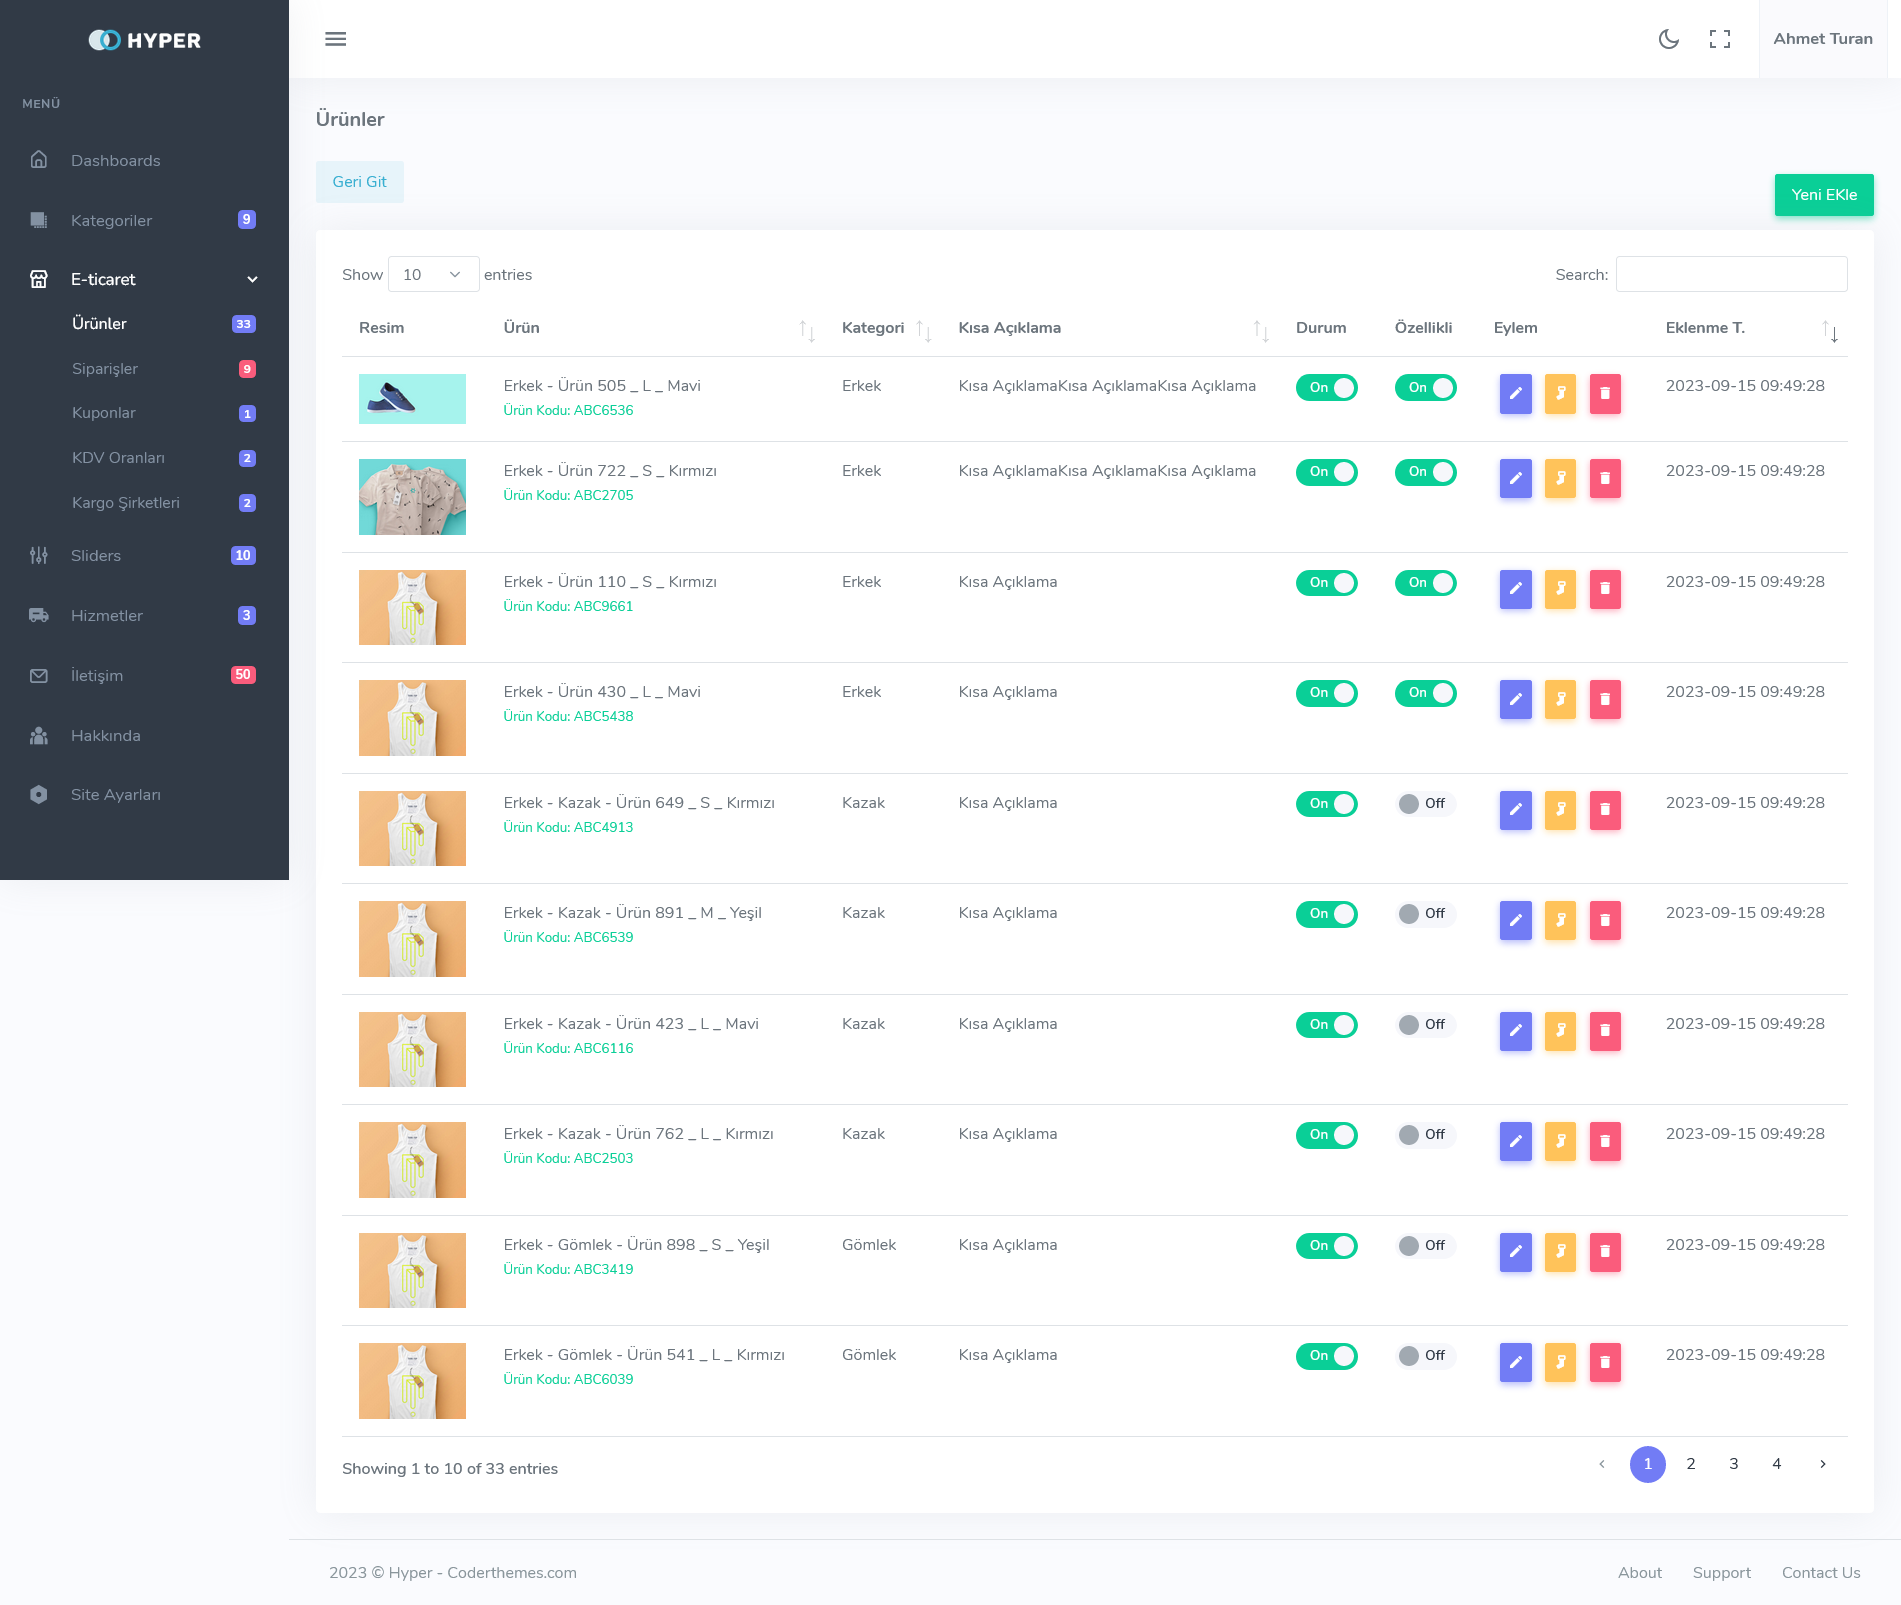 HYPER
MENÜ
Dashboards
Kategoriler 9
E-ticaret
Ürünler 33
Siparişler 9
Kuponlar 1
KDV Oranları 2
Kargo Şirketleri 2
Sliders 10
Hizmetler 3
İletişim 50
Hakkında
Site Ayarları
Ahmet Turan
Ürünler
Geri Git
Yeni EKle
Show 10 entries
Search:
Resim Ürün Kategori Kısa Açıklama Durum Özellikli Eylem Eklenme T.
Erkek - Ürün 505 _ L _ Mavi Erkek Kısa AçıklamaKısa AçıklamaKısa Açıklama On On 2023-09-15 09:49:28
Ürün Kodu: ABC6536
Erkek - Ürün 722 _ S _ Kırmızı Erkek Kısa AçıklamaKısa AçıklamaKısa Açıklama On On 2023-09-15 09:49:28
Ürün Kodu: ABC2705
Erkek - Ürün 110 _ S _ Kırmızı Erkek Kısa Açıklama On On 2023-09-15 09:49:28
Ürün Kodu: ABC9661
Erkek - Ürün 430 _ L _ Mavi Erkek Kısa Açıklama On On 2023-09-15 09:49:28
Ürün Kodu: ABC5438
Erkek - Kazak - Ürün 649 _ S _ Kırmızı Kazak Kısa Açıklama On Off 2023-09-15 09:49:28
Ürün Kodu: ABC4913
Erkek - Kazak - Ürün 891 _ M _ Yeşil Kazak Kısa Açıklama On Off 2023-09-15 09:49:28
Ürün Kodu: ABC6539
Erkek - Kazak - Ürün 423 _ L _ Mavi Kazak Kısa Açıklama On Off 2023-09-15 09:49:28
Ürün Kodu: ABC6116
Erkek - Kazak - Ürün 762 _ L _ Kırmızı Kazak Kısa Açıklama On Off 2023-09-15 09:49:28
Ürün Kodu: ABC2503
Erkek - Gömlek - Ürün 898 _ S _ Yeşil Gömlek Kısa Açıklama On Off 2023-09-15 09:49:28
Ürün Kodu: ABC3419
Erkek - Gömlek - Ürün 541 _ L _ Kırmızı Gömlek Kısa Açıklama On Off 2023-09-15 09:49:28
Ürün Kodu: ABC6039
Showing 1 to 10 of 33 entries
‹ 1 2 3 4 ›
2023 © Hyper - Coderthemes.com
About Support Contact Us